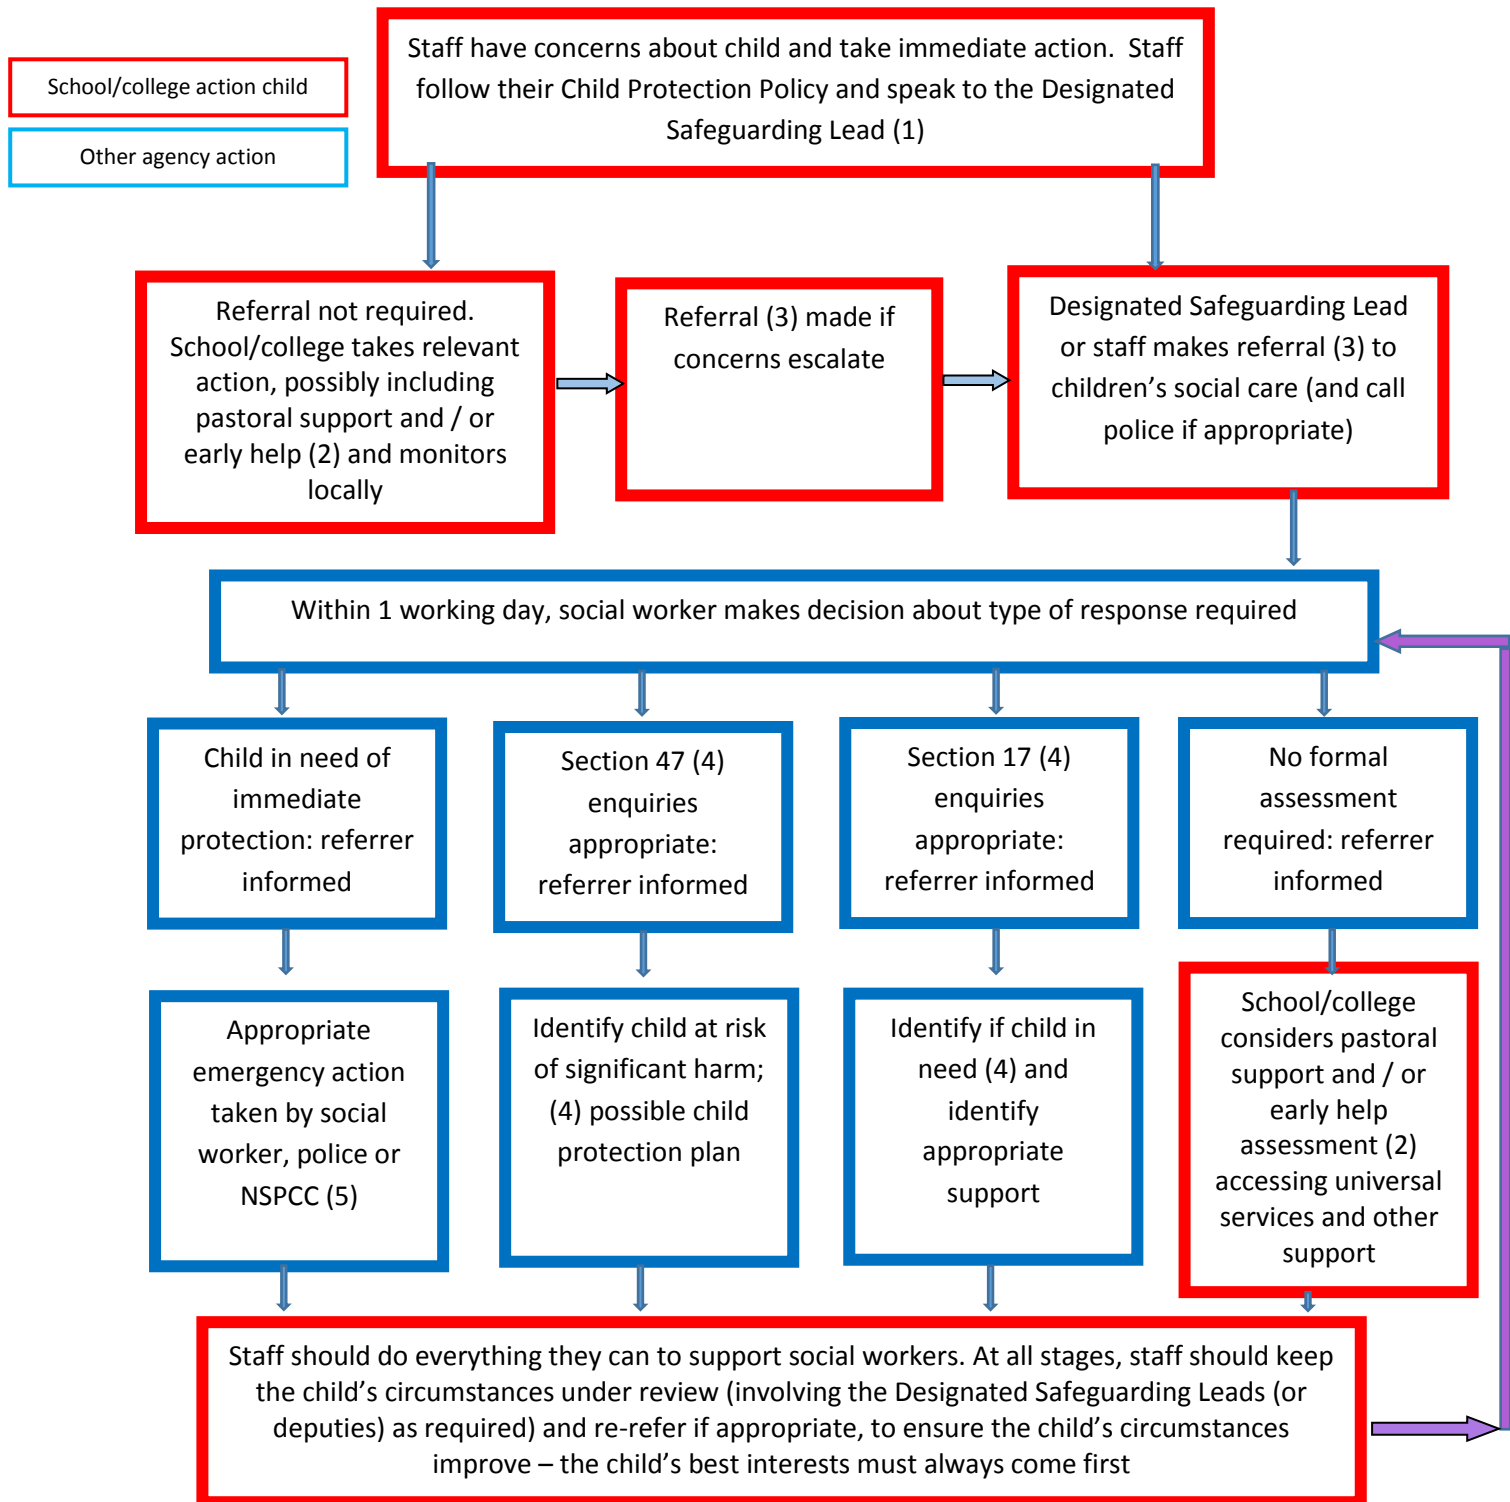 Staff have concerns about child and take immediate action.  Staff
follow their Child Protection Policy and speak to the Designated
Safeguarding Lead (1)
School/college action child
Other agency action
Referral not required.
School/college takes relevant
action, possibly including
pastoral support and / or
early help (2) and monitors
locally
Referral (3) made if
concerns escalate
Designated Safeguarding Lead
or staff makes referral (3) to
children’s social care (and call
police if appropriate)
Within 1 working day, social worker makes decision about type of response required
Child in need of
immediate
protection: referrer
informed
Section 47 (4)
enquiries
appropriate:
referrer informed
Section 17 (4)
enquiries
appropriate:
referrer informed
No formal
assessment
required: referrer
informed
Appropriate
emergency action
taken by social
worker, police or
NSPCC (5)
Identify child at risk
of significant harm;
(4) possible child
protection plan
Identify if child in
need (4) and
identify
appropriate
support
School/college
considers pastoral
support and / or
early help
assessment (2)
accessing universal
services and other
support
Staff should do everything they can to support social workers. At all stages, staff should keep
the child’s circumstances under review (involving the Designated Safeguarding Leads (or
deputies) as required) and re-refer if appropriate, to ensure the child’s circumstances
improve – the child’s best interests must always come first